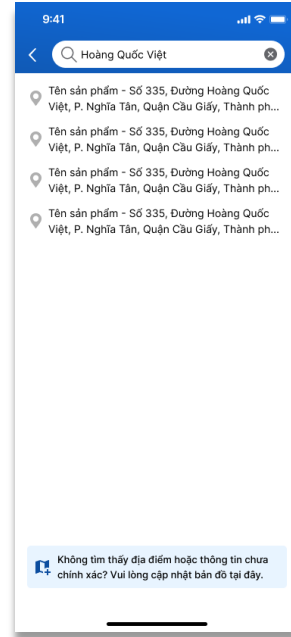 9:41
Hoàng Quốc Việt
Tên sản phẩm - Số 335, Đường Hoàng Quốc
Việt, P. Nghĩa Tân, Quận Cầu Giấy, Thành ph...
Tên sản phẩm - Số 335, Đường Hoàng Quốc
Việt, P. Nghĩa Tân, Quận Cầu Giấy, Thành ph...
Tên sản phẩm - Số 335, Đường Hoàng Quốc
Việt, P. Nghĩa Tân, Quận Cầu Giấy, Thành ph...
Tên sản phẩm - Số 335, Đường Hoàng Quốc
Việt, P. Nghĩa Tân, Quận Cầu Giấy, Thành ph...
Không tìm thấy địa điểm hoặc thông tin chưa
chính xác? Vui lòng cập nhật bản đồ tại đây.